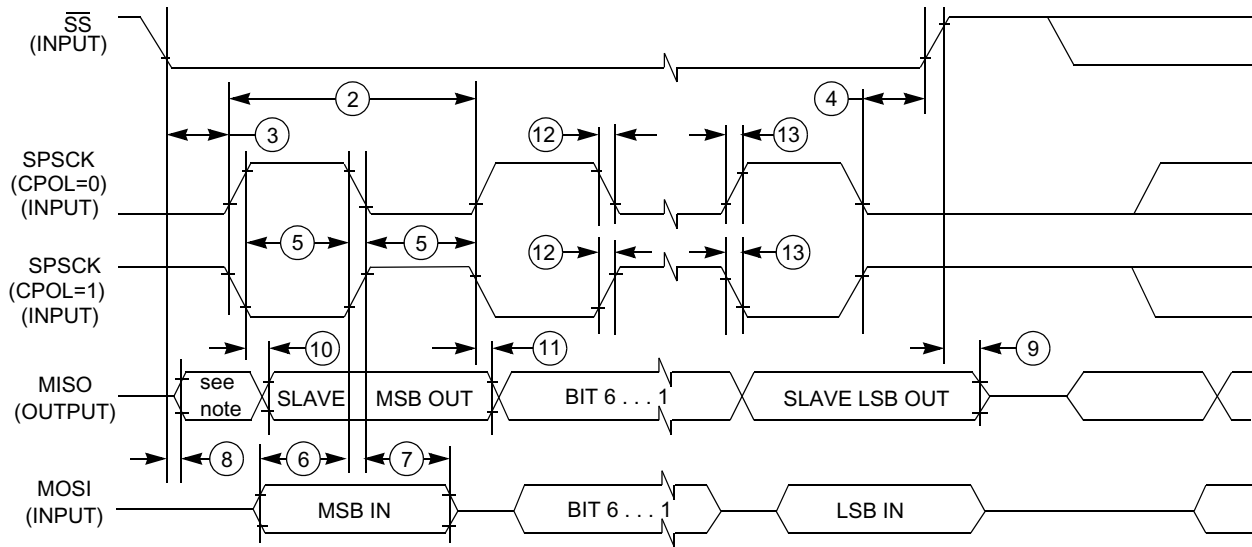 SS
(INPUT)
2
4
3
12
13
SPSCK
(CPOL=0)
(INPUT)
5
5
12
13
SPSCK
(CPOL=1)
(INPUT)
10
11
9
MISO
(OUTPUT)
see
note
SLAVE
MSB OUT
BIT 6 . . . 1
SLAVE LSB OUT
8
6
7
MOSI
(INPUT)
MSB IN
BIT 6 . . . 1
LSB IN